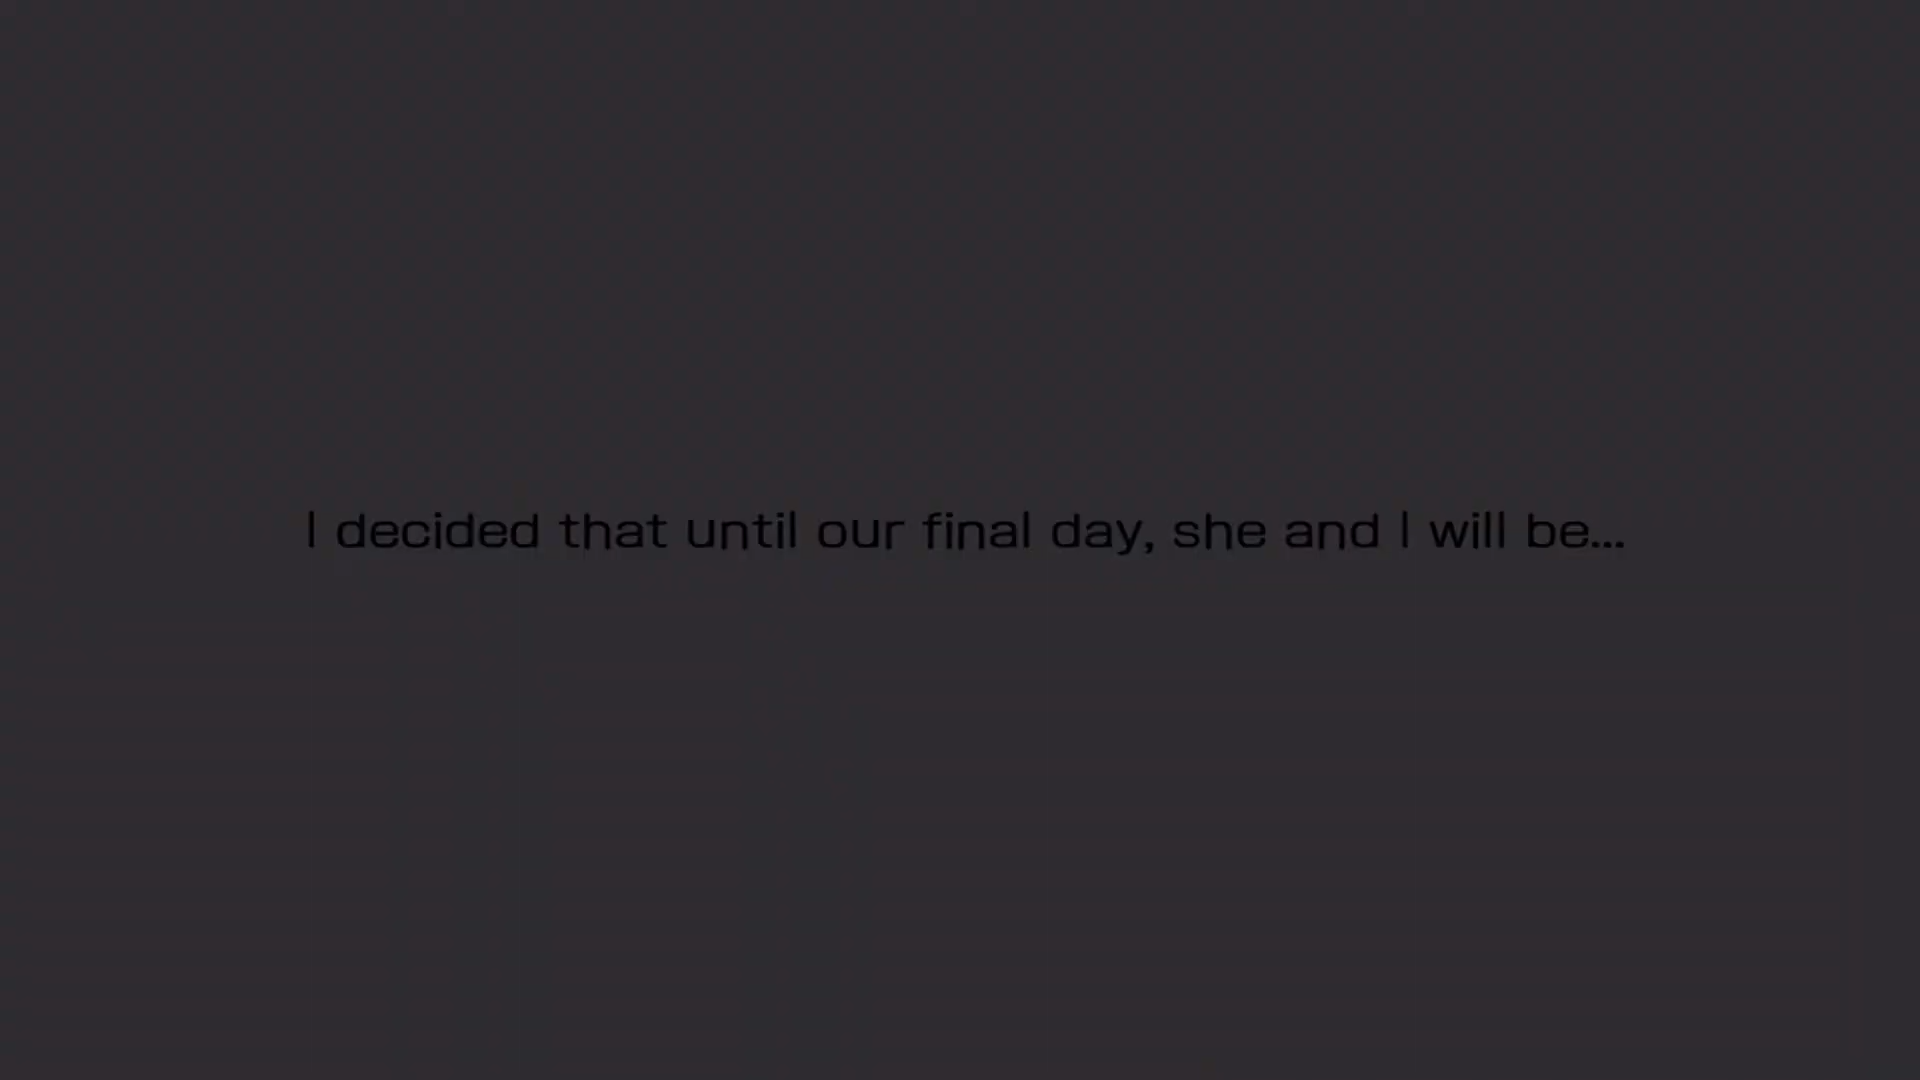 I decided that until our final day, she and I will be...